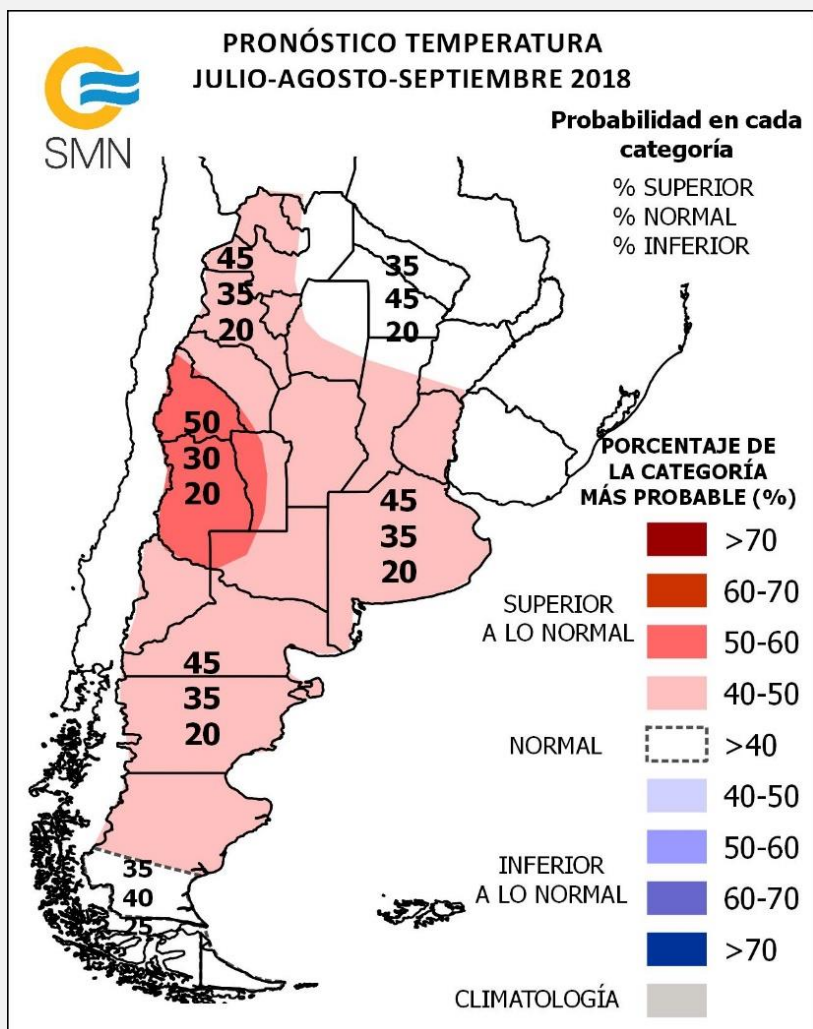 PRONÓSTICO TEMPERATURA
JULIO-AGOSTO-SEPTIEMBRE 2018
SMN
Probabilidad en cada
categoría
% SUPERIOR
% NORMAL
% INFERIOR
45
35
20
35
45
20
50
30
20
45
35
20
45
35
20
35
40
25
PORCENTAJE DE
LA CATEGORÍA
MÁS PROBABLE (%)
>70
60-70
SUPERIOR
A LO NORMAL
50-60
40-50
NORMAL
>40
40-50
50-60
INFERIOR
A LO NORMAL
60-70
>70
CLIMATOLOGÍA